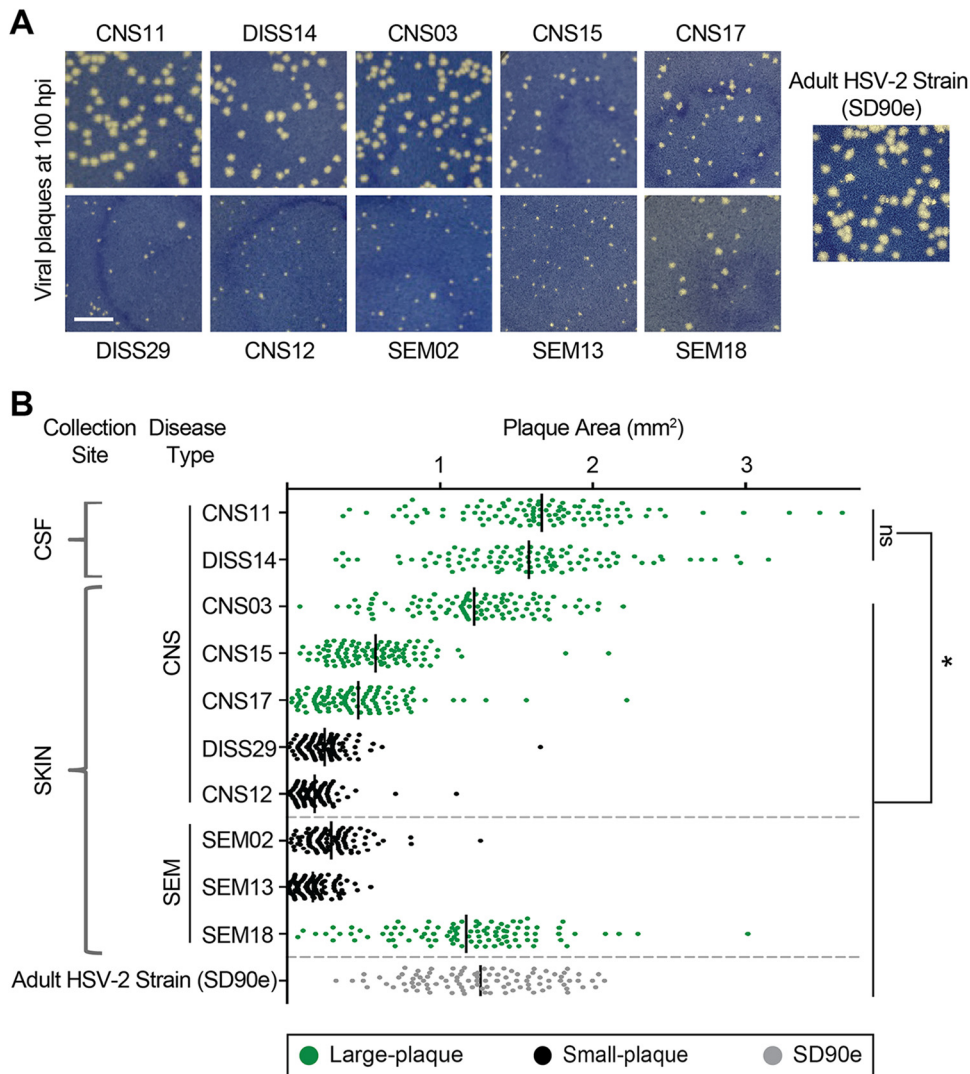 A
CNS11 DISS14 CNS03 CNS15 CNS17
Adult HSV-2 Strain
(SD90e)
Viral plaques at 100 hpi
DISS29 CNS12 SEM02 SEM13 SEM18
B
Collection Disease Plaque Area (mm²)
Site Type
1 2 3
CSF
SKIN
CNS
SEM
CNS11
DISS14
CNS03
CNS15
CNS17
DISS29
CNS12
SEM02
SEM13
SEM18
Adult HSV-2 Strain (SD90e)
ns
*
Large-plaque Small-plaque SD90e